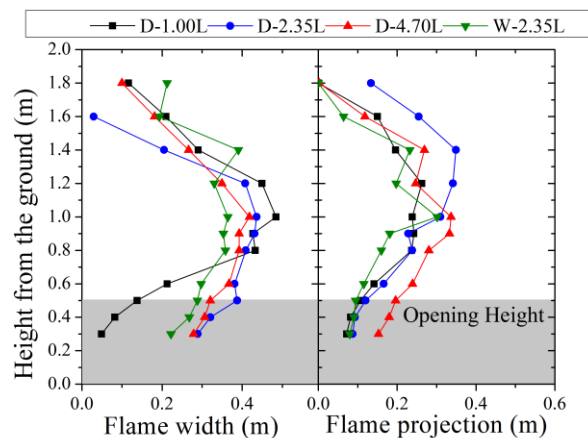 D-1.00L D-2.35L D-4.70L W-2.35L
Height from the ground (m)
2.0
1.8
1.6
1.4
1.2
1.0
0.8
0.6
0.4
0.2
0.0
Opening Height
0.0 0.2 0.4 0.0 0.2 0.4 0.6
Flame width (m) Flame projection (m)